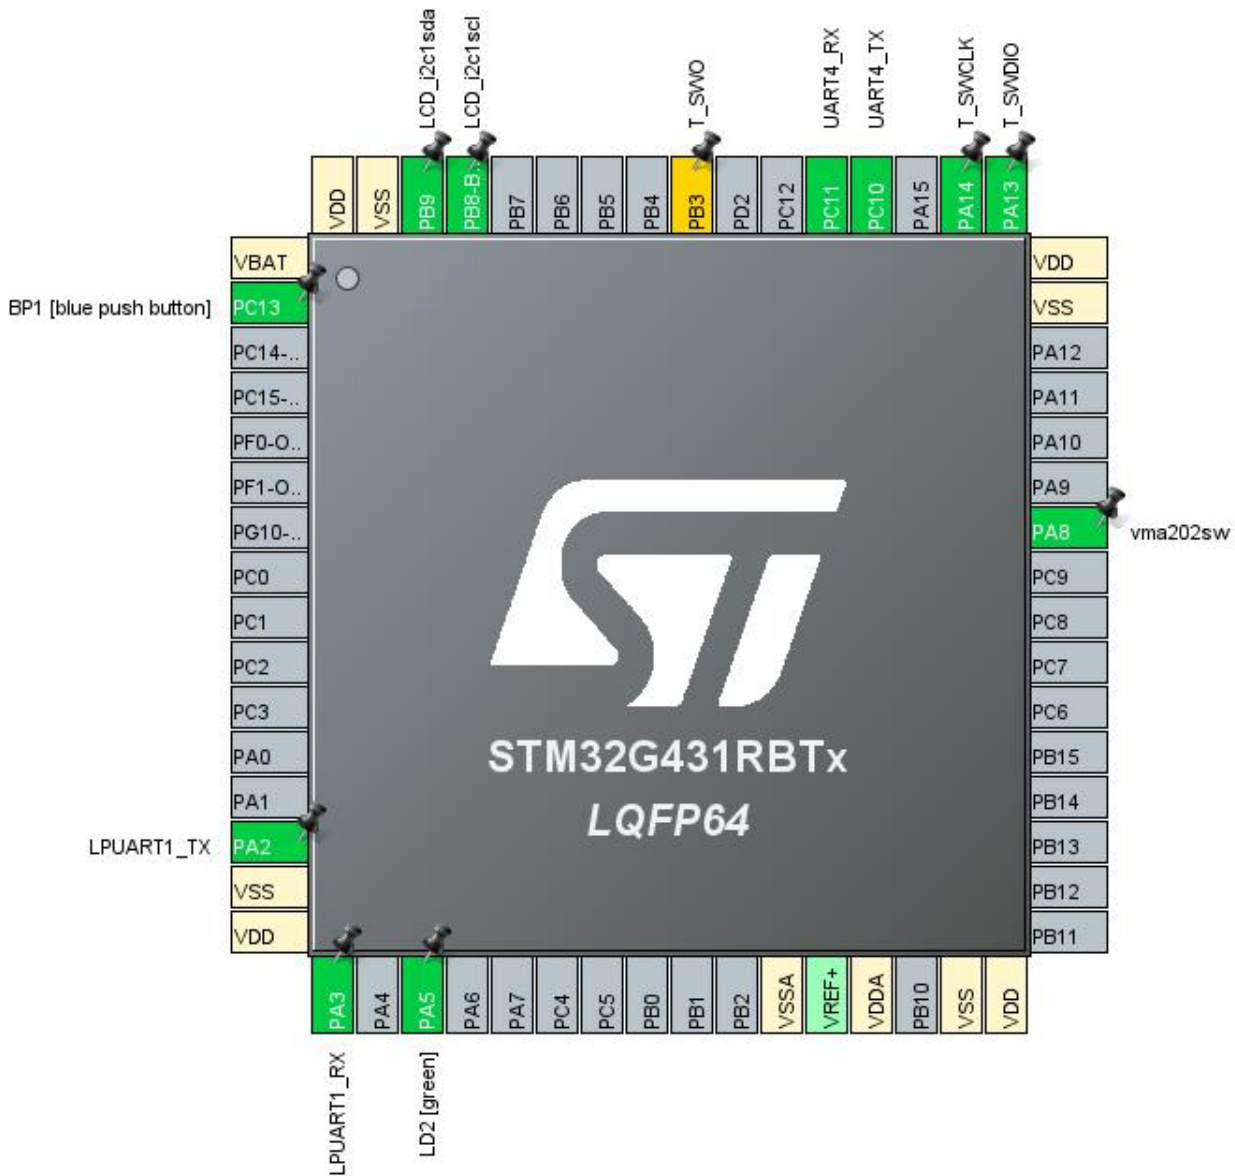 LCD_i2c1sda
LCD_i2c1scl
T_SWO
UART4_RX
UART4_TX
T_SWCLK
T_SWDIO
VDD
VSS
PB9
PB8-B..
PB7
PB6
PB5
PB4
PB3
PD2
PC12
PC11
PC10
PA15
PA14
PA13
VBAT
BP1 [blue push button]
PC13
PC14-..
PC15-..
PF0-O..
PF1-O..
PG10-..
PC0
PC1
PC2
PC3
PA0
PA1
LPUART1_TX
PA2
VSS
VDD
VDD
VSS
PA12
PA11
PA10
PA9
PA8
vma202sw
PC9
PC8
PC7
PC6
PB15
PB14
PB13
PB12
PB11
ST
STM32G431RBTx
LQFP64
PA3
PA4
PA5
PA6
PA7
PC4
PC5
PB0
PB1
PB2
VSSA
VREF+
VDDA
PB10
VSS
VDD
LPUART1_RX
LD2 [green]